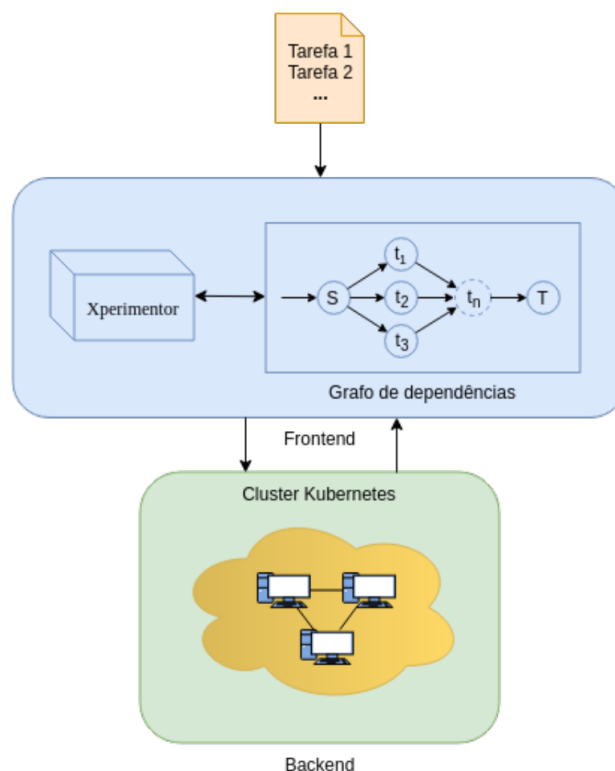 Tarefa 1
Tarefa 2
...
Xperimentor
S
t1
t2
t3
tn
T
Grafo de dependências
Frontend
Cluster Kubernetes
Backend